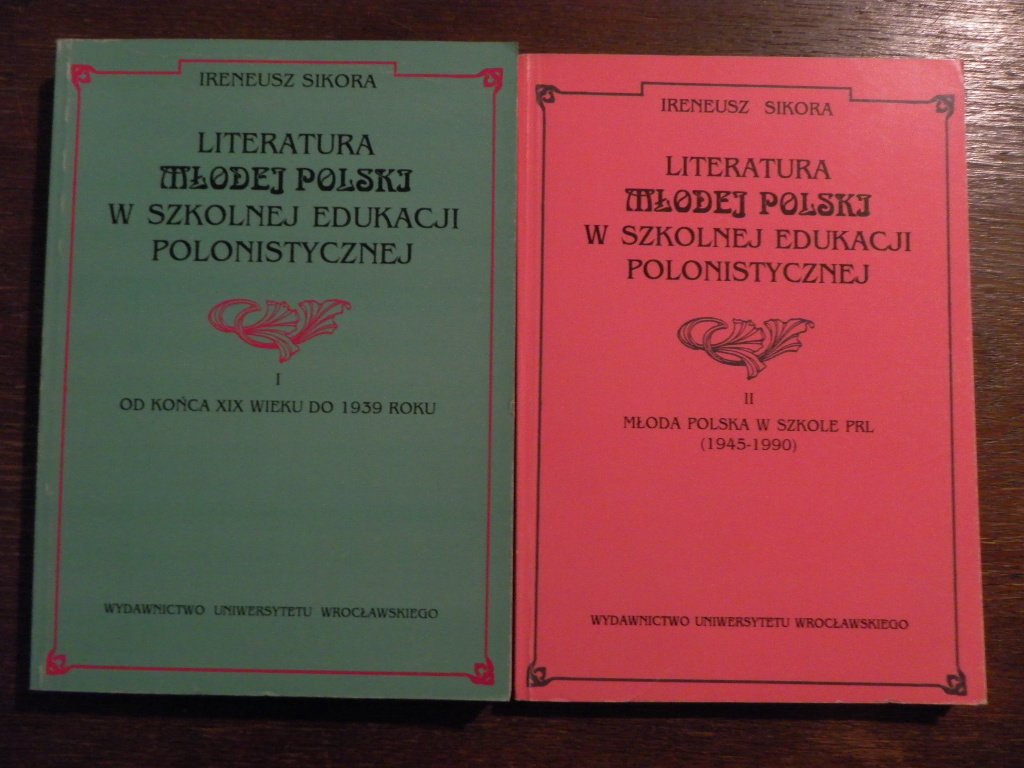 IRENEUSZ SIKORA
LITERATURA
MŁODEJ POLSKI
W SZKOLNEJ EDUKACJI
POLONISTYCZNEJ
I
OD KOŃCA XIX WIEKU DO 1939 ROKU
WYDAWNICTWO UNIWERSYTETU WROCŁAWSKIEGO
IRENEUSZ SIKORA
LITERATURA
MŁODEJ POLSKI
W SZKOLNEJ EDUKACJI
POLONISTYCZNEJ
II
MŁODA POLSKA W SZKOLE PRL
(1945-1990)
WYDAWNICTWO UNIWERSYTETU WROCŁAWSKIEGO